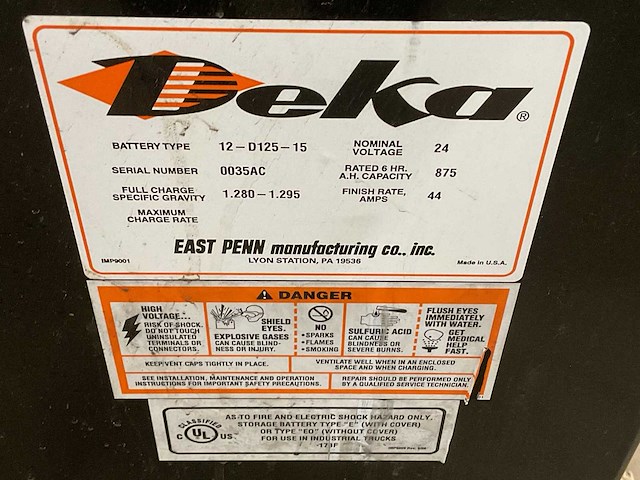 Deka®
BATTERY TYPE 12-D125-15 NOMINAL VOLTAGE 24
SERIAL NUMBER 0035AC RATED 6 HR. A.H. CAPACITY 875
FULL CHARGE SPECIFIC GRAVITY 1.280-1.295 FINISH RATE, AMPS 44
MAXIMUM CHARGE RATE
EAST PENN manufacturing co., inc.
IMP9001 LYON STATION, PA 19536 Made in U.S.A.
DANGER
HIGH VOLTAGE...
RISK OF SHOCK.
DO NOT TOUCH
UNINSULATED
TERMINALS OR
CONNECTORS.
SHIELD
EYES.
EXPLOSIVE GASES
CAN CAUSE BLIND-
NESS OR INJURY.
NO
•SPARKS
•FLAMES
•SMOKING
SULFURIC ACID
CAN CAUSE
BLINDNESS OR
SEVERE BURNS.
FLUSH EYES
IMMEDIATELY
WITH WATER.
GET
MEDICAL
HELP
FAST.
KEEP VENT CAPS TIGHTLY IN PLACE.
VENTILATE WELL WHEN IN AN ENCLOSED
SPACE AND WHEN CHARGING.
SEE INSTALLATION, MAINTENANCE AND OPERATION
INSTRUCTIONS FOR IMPORTANT SAFETY PRECAUTIONS.
REPAIR SHOULD BE PERFORMED ONLY
BY A QUALIFIED SERVICE TECHNICIAN.
CLASSIFIED
C UL US
AS TO FIRE AND ELECTRIC SHOCK HAZARD ONLY.
STORAGE BATTERY TYPE "E" (WITH COVER)
OR TYPE "EO" (WITHOUT COVER)
FOR USE IN INDUSTRIAL TRUCKS
-173F